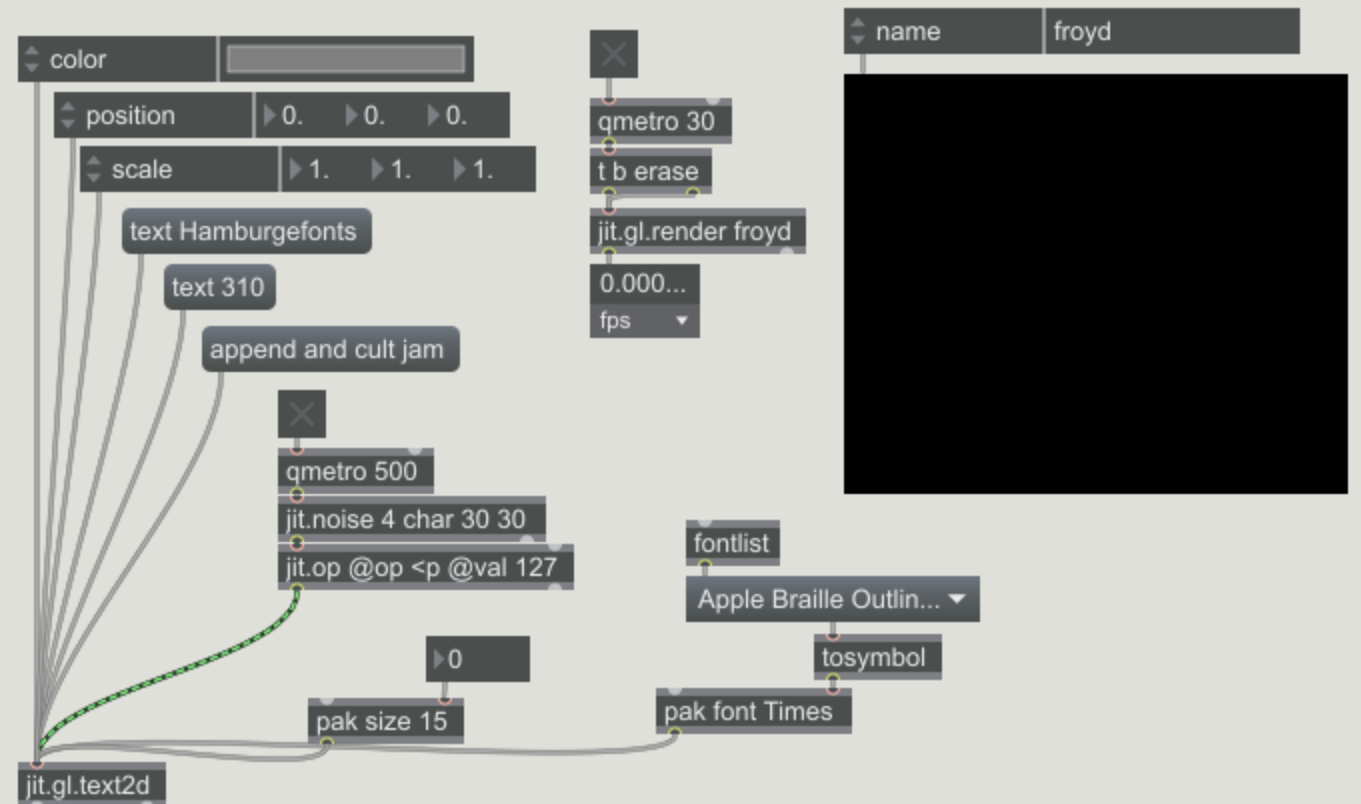 color
position 0. 0. 0.
scale 1. 1. 1.
text Hamburgefonts
text 310
append and cult jam
qmetro 500
jit.noise 4 char 30 30
jit.op @op <p @val 127
0
pak size 15
jit.gl.text2d
qmetro 30
t b erase
jit.gl.render froyd
0.000...
fps
name froyd
fontlist
Apple Braille Outlin...
tosymbol
pak font Times